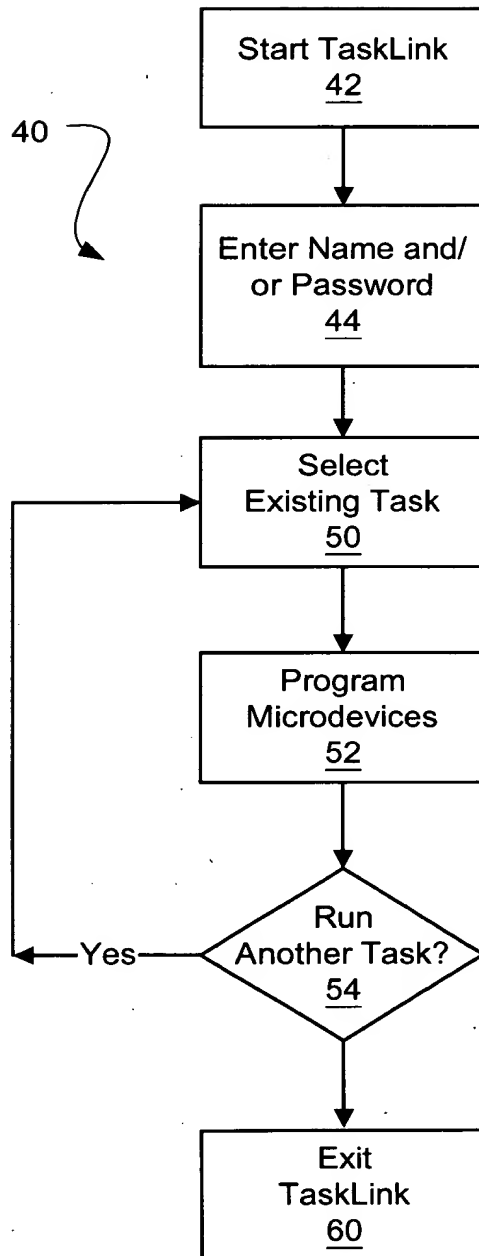 Start TaskLink
42
40
Enter Name and/
or Password
44
Select
Existing Task
50
Program
Microdevices
52
Run
Another Task?
54
Yes
Exit
TaskLink
60